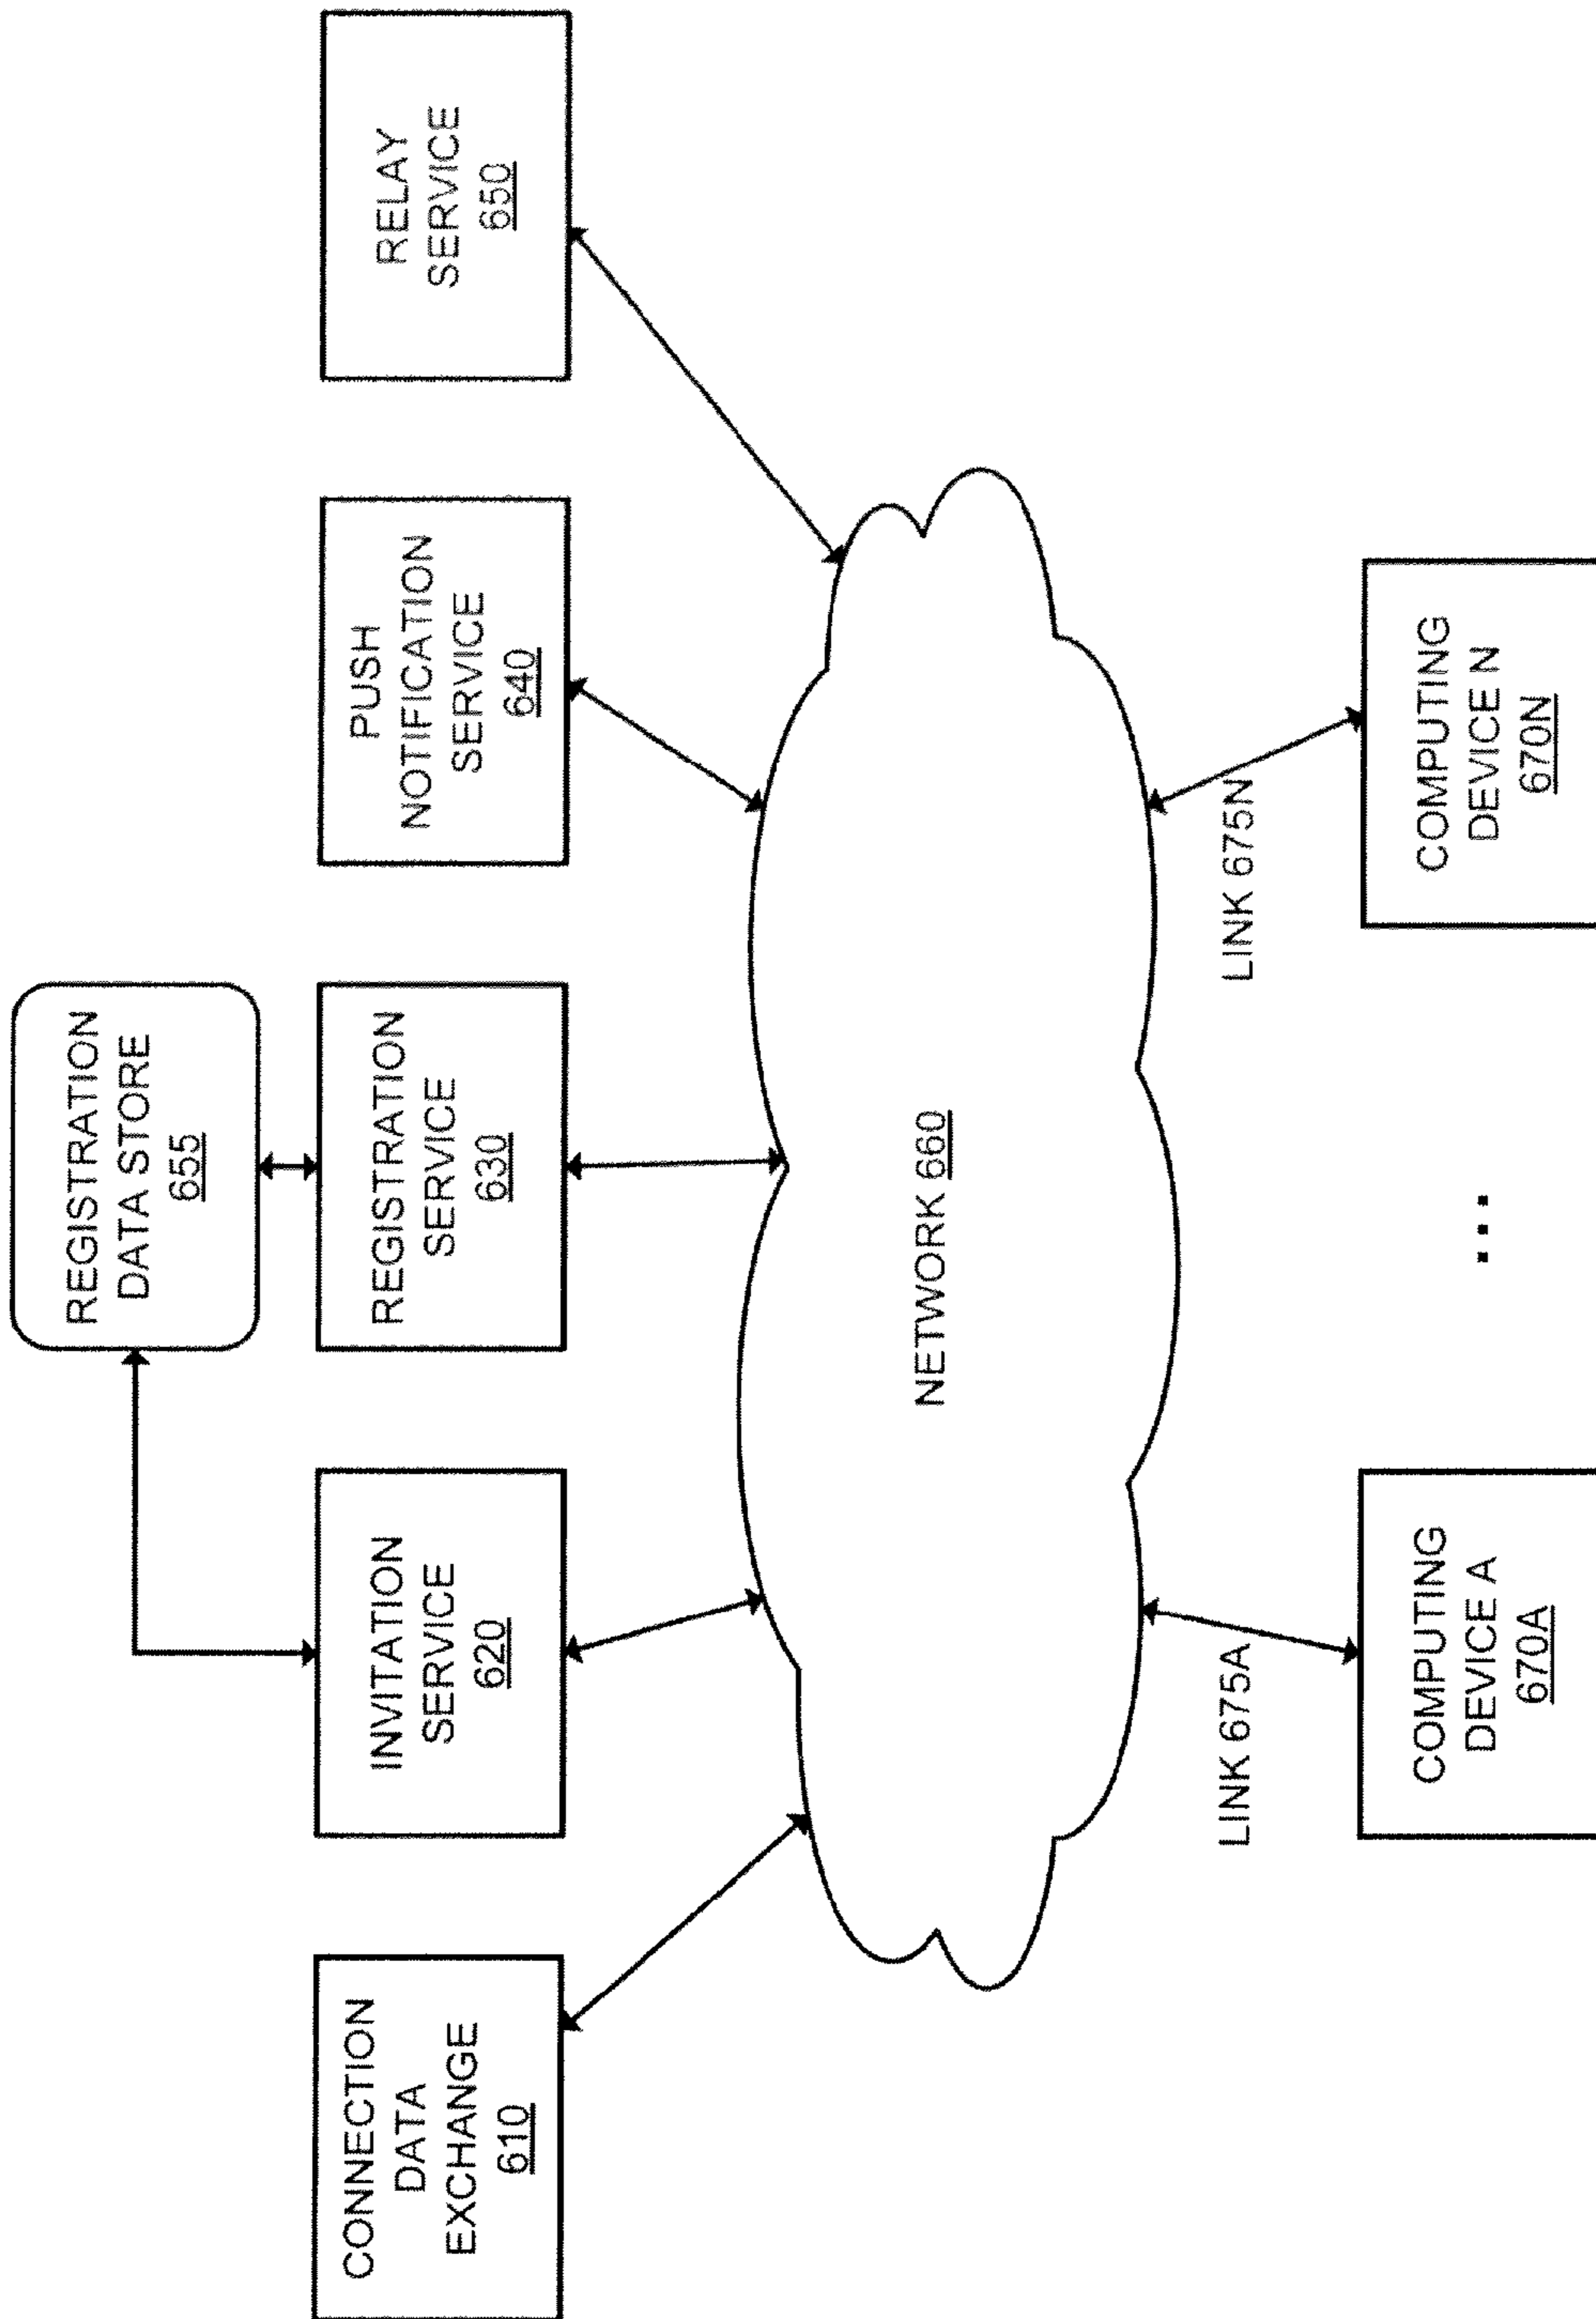 REGISTRATION
DATA STORE
655
CONNECTION
DATA
EXCHANGE
610
INVITATION
SERVICE
620
REGISTRATION
SERVICE
630
PUSH
NOTIFICATION
SERVICE
640
RELAY
SERVICE
650
NETWORK 660
LINK 675A
LINK 675N
COMPUTING
DEVICE A
670A
...
COMPUTING
DEVICE N
670N